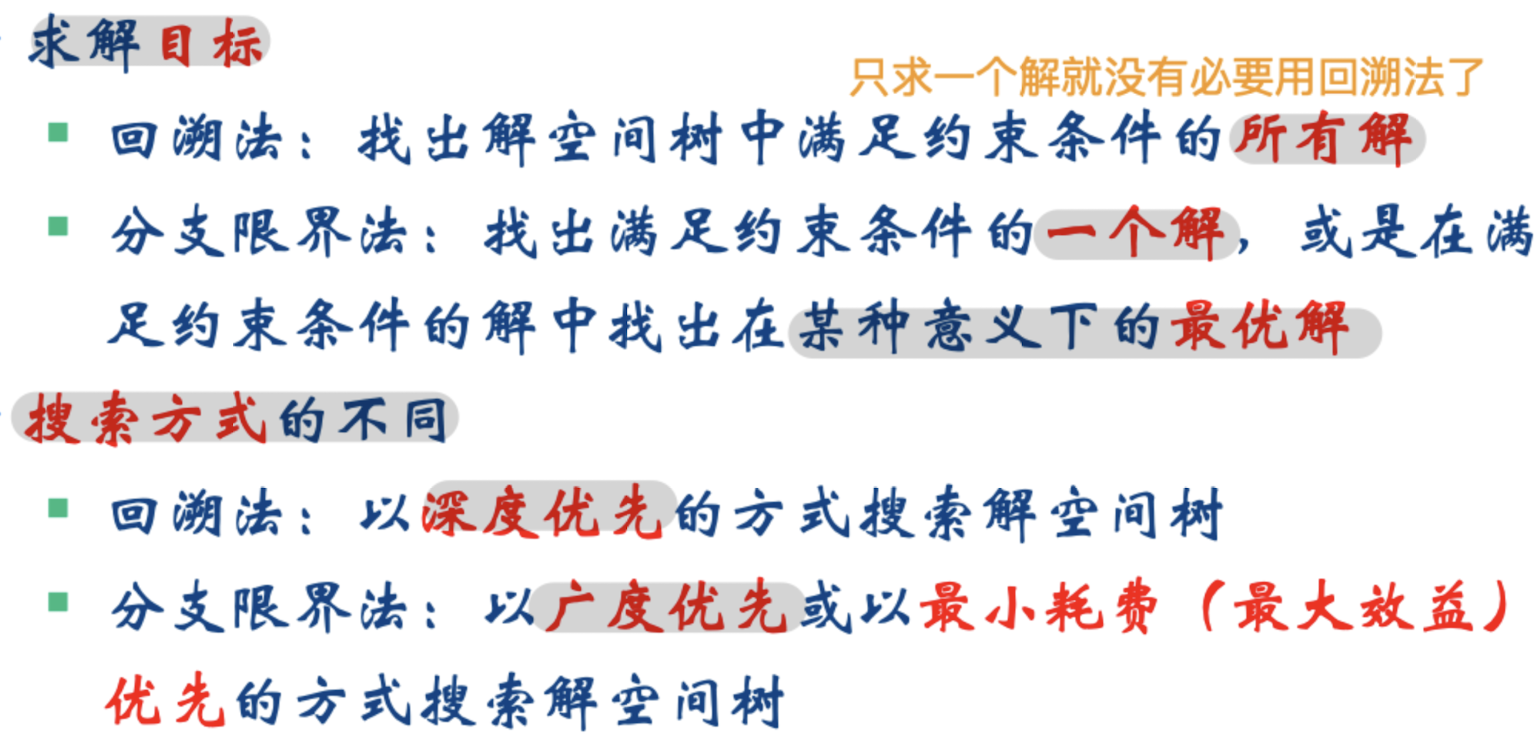 求解目标
只求一个解就没有必要用回溯法了
回溯法：找出解空间树中满足约束条件的所有解
分支限界法：找出满足约束条件的一个解，或是在满
足约束条件的解中找出在某种意义下的最优解
搜索方式的不同
回溯法：以深度优先的方式搜索解空间树
分支限界法：以广度优先或以最小耗费（最大效益）
优先的方式搜索解空间树